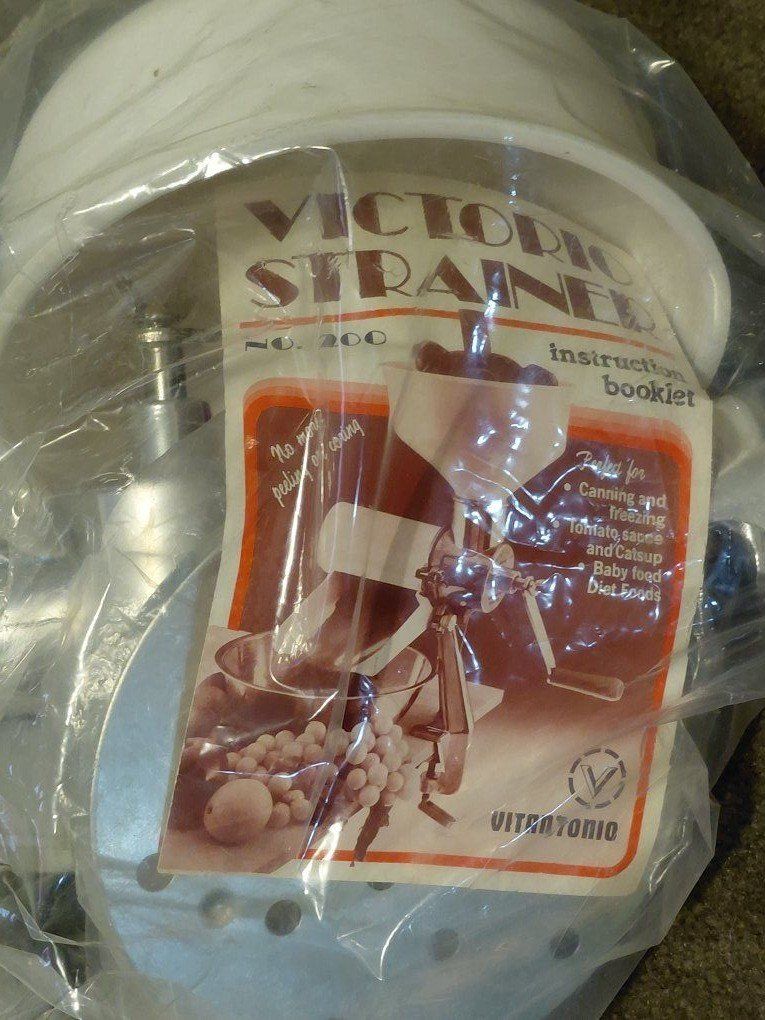 VICTORIO
STRAINER
NO. 200
instruction
booklet
No more
peeling or coring
Perfect for
• Canning and
freezing
• Tomato sauce
and Catsup
• Baby food
Diet Foods
V
VITANTONIO